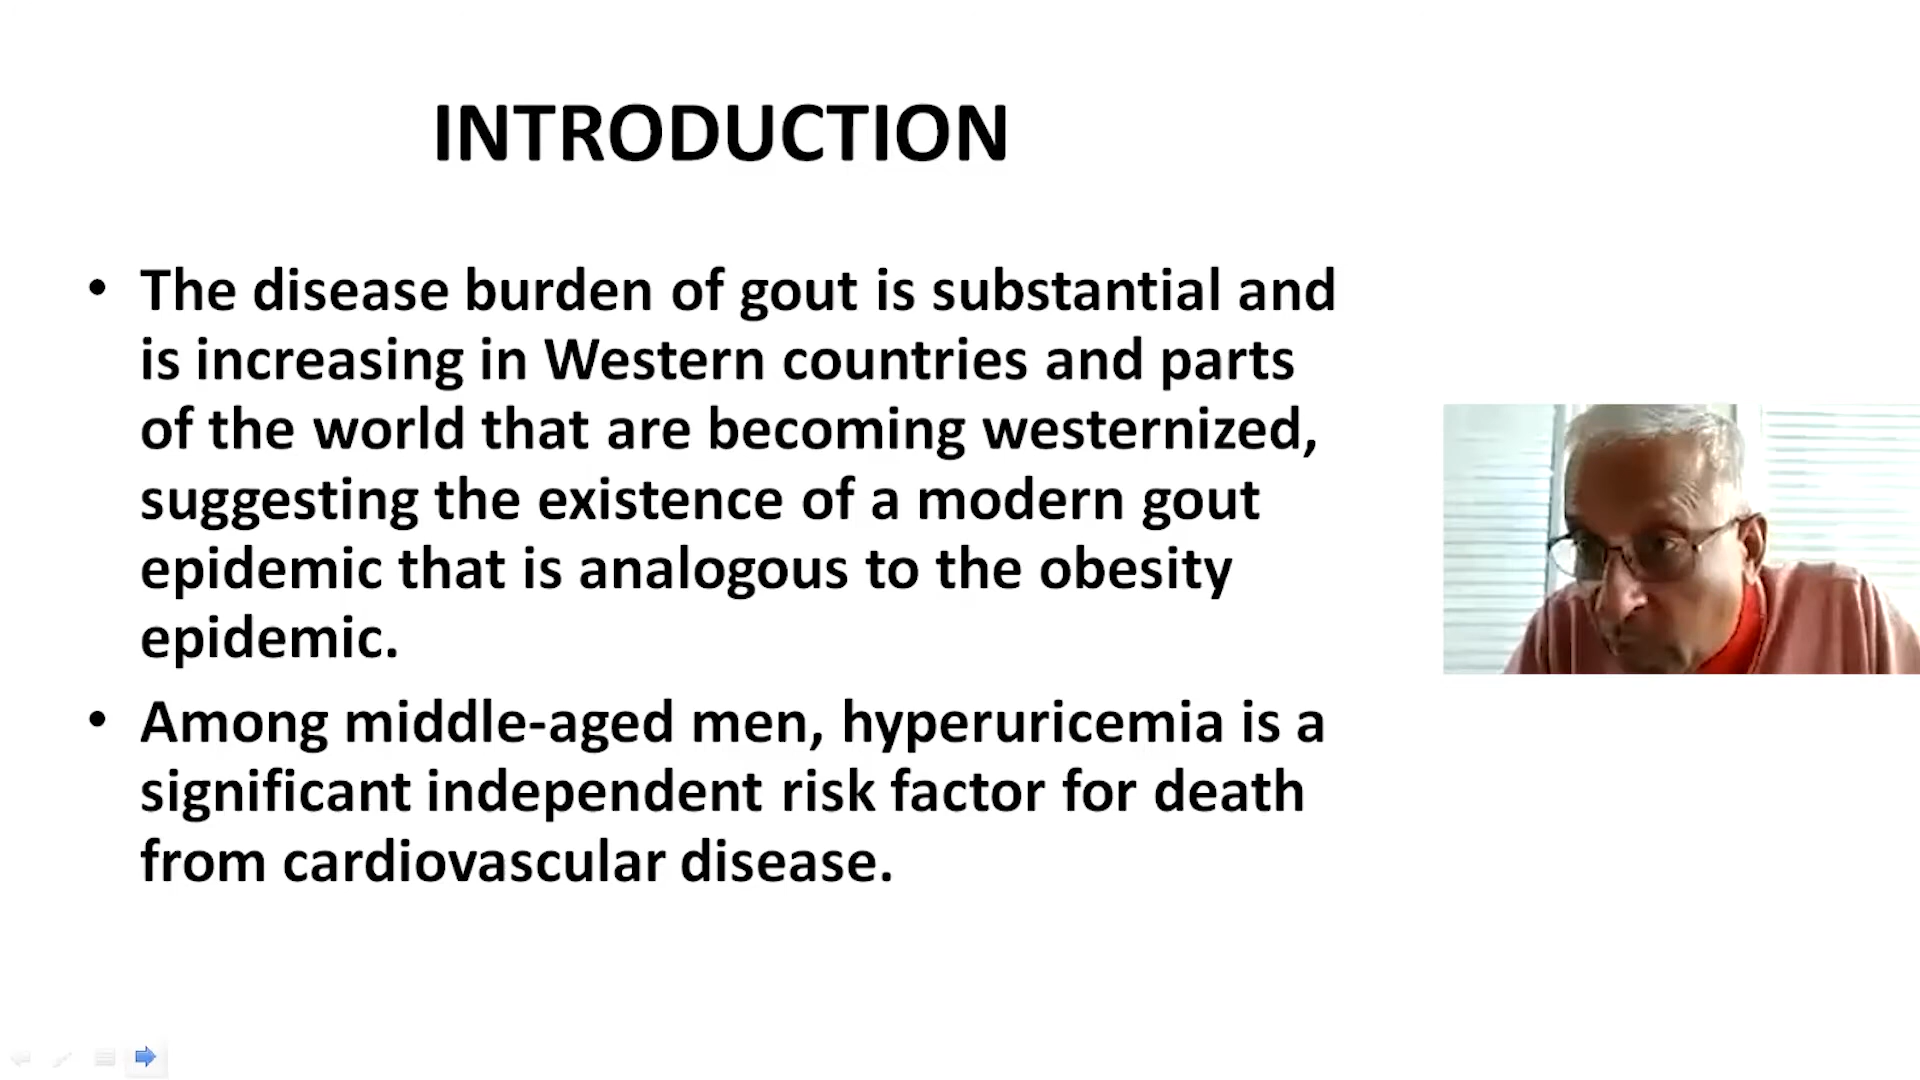 INTRODUCTION
• The disease burden of gout is substantial and
is increasing in Western countries and parts
of the world that are becoming westernized,
suggesting the existence of a modern gout
epidemic that is analogous to the obesity
epidemic.
• Among middle-aged men, hyperuricemia is a
significant independent risk factor for death
from cardiovascular disease.